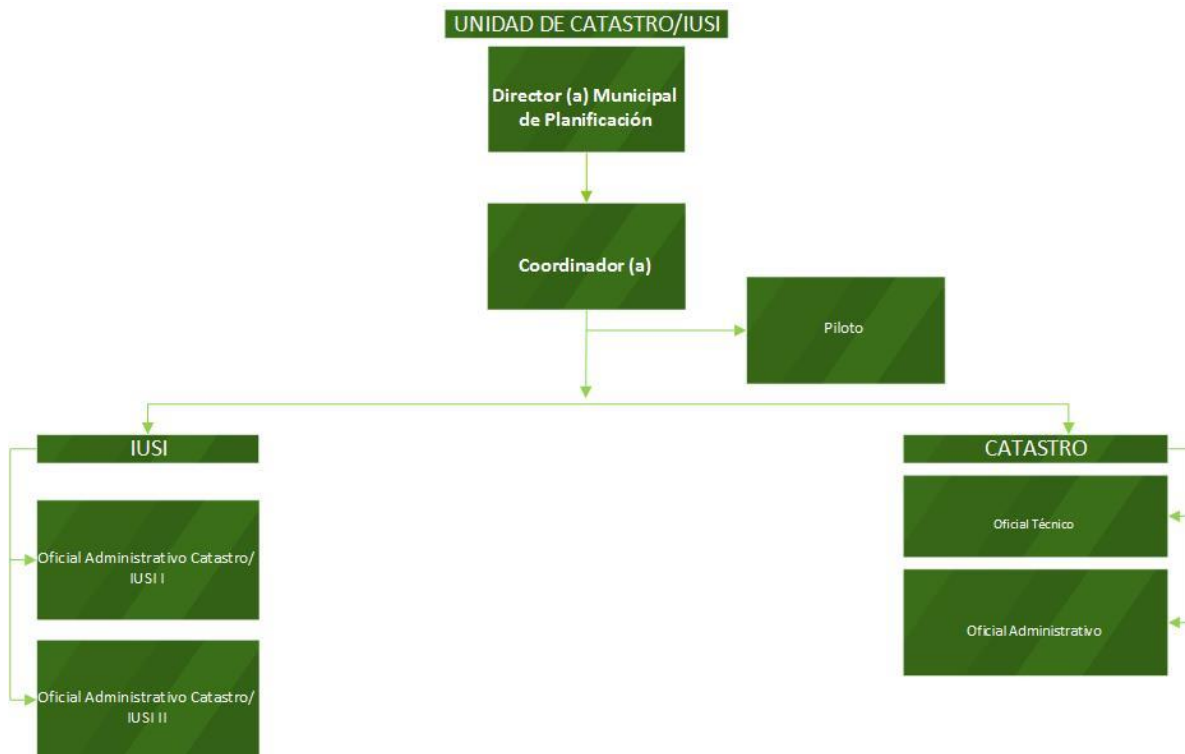 UNIDAD DE CATASTRO/IUSI
Director (a) Municipal
de Planificación
Coordinador (a)
Piloto
IUSI
Oficial Administrativo Catastro/
IUSI I
Oficial Administrativo Catastro/
IUSI II
CATASTRO
Oficial Técnico
Oficial Administrativo